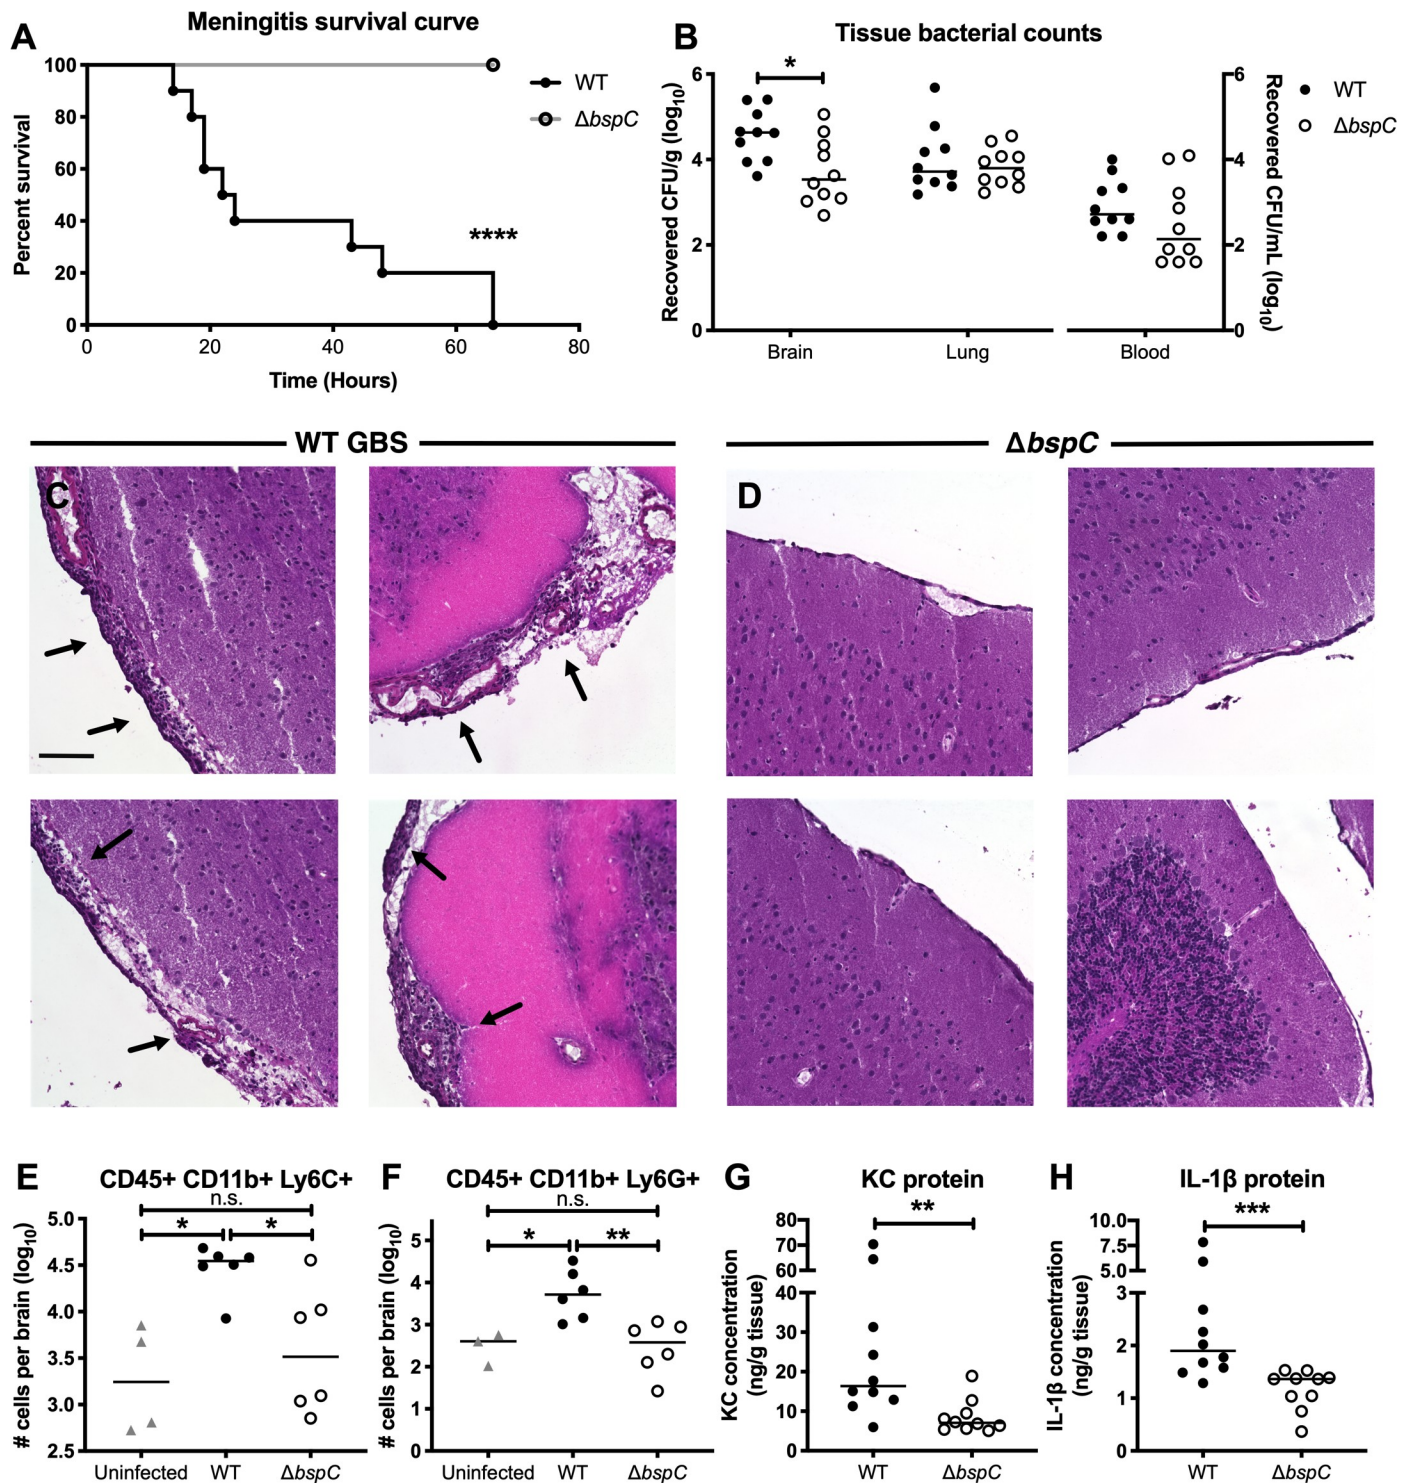 A
Meningitis survival curve
Percent survival
100
80
60
40
20
0
0 20 40 60 80
Time (Hours)
****
WT
ΔbspC
B
Tissue bacterial counts
Recovered CFU/g (log10)
6
4
2
0
*
Brain Lung Blood
6
4
2
0
Recovered CFU/mL (log10)
WT
ΔbspC
WT GBS
ΔbspC
C
D
E
CD45+ CD11b+ Ly6C+
n.s.
* *
# cells per brain (log10)
5.0
4.5
4.0
3.5
3.0
2.5
Uninfected WT ΔbspC
F
CD45+ CD11b+ Ly6G+
n.s.
* **
# cells per brain (log10)
5
4
3
2
1
0
Uninfected WT ΔbspC
G
KC protein
**
KC concentration
(ng/g tissue)
80
70
60
40
30
20
10
0
WT ΔbspC
H
IL-1β protein
***
IL-1β concentration
(ng/g tissue)
10.0
7.5
5.0
3
2
1
0
WT ΔbspC